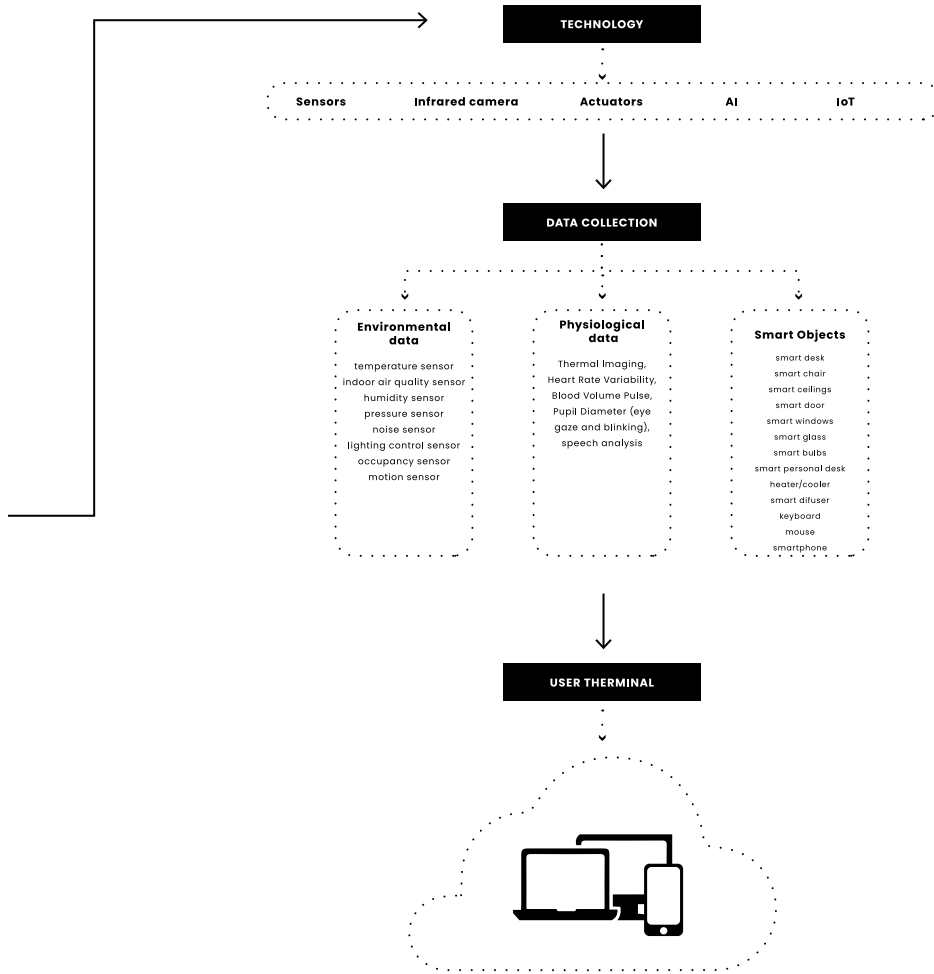 TECHNOLOGY
Sensors
Infrared camera
Actuators
AI
IoT
DATA COLLECTION
Environmental
data
temperature sensor
indoor air quality sensor
humidity sensor
pressure sensor
noise sensor
lighting control sensor
occupancy sensor
motion sensor
Physiological
data
Thermal Imaging,
Heart Rate Variability,
Blood Volume Pulse,
Pupil Diameter (eye
gaze and blinking),
speech analysis
Smart Objects
smart desk
smart chair
smart ceilings
smart door
smart windows
smart glass
smart bulbs
smart personal desk
heater/cooler
smart difuser
keyboard
mouse
smartphone
USER THERMINAL